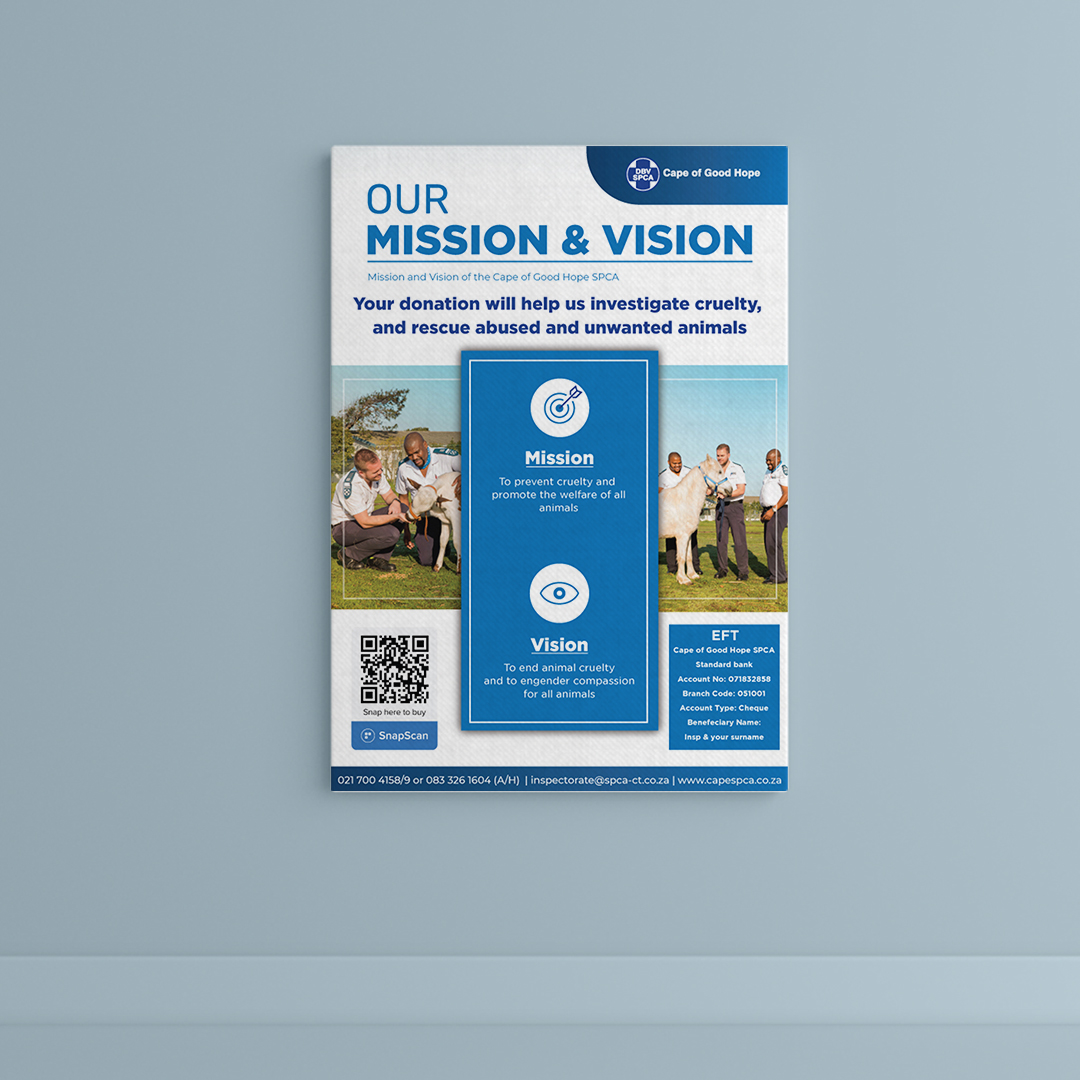 DBV
SPCA
Cape of Good Hope
OUR
MISSION & VISION
Mission and Vision of the Cape of Good Hope SPCA
Your donation will help us investigate cruelty,
and rescue abused and unwanted animals
Mission
To prevent cruelty and
promote the welfare of all
animals
Vision
To end animal cruelty
and to engender compassion
for all animals
Snap here to buy
SnapScan
EFT
Cape of Good Hope SPCA
Standard bank
Account No: 071832858
Branch Code: 051001
Account Type: Cheque
Benefeciary Name:
Insp & your surname
021 700 4158/9 or 083 326 1604 (A/H) | inspectorate@spca-ct.co.za | www.capespca.co.za